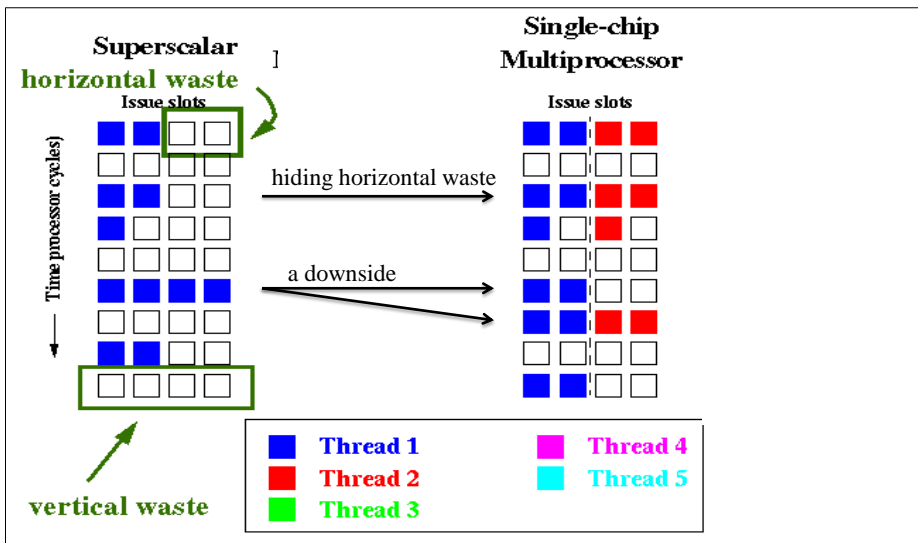 Superscalar
]
horizontal waste
Issue slots
Time processor cycles)
vertical waste
hiding horizontal waste
a downside
Single-chip
Multiprocessor
Issue slots
Thread 1
Thread 2
Thread 3
Thread 4
Thread 5